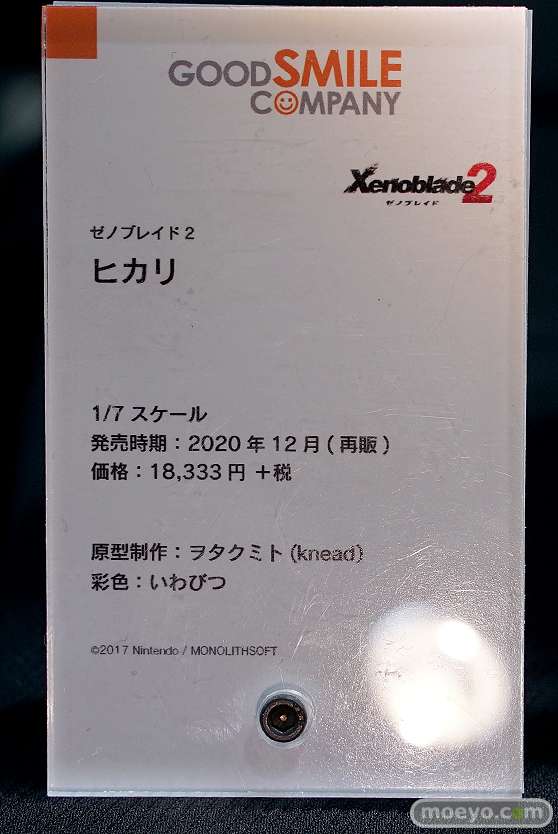 GOODSMILE
COMPANY
Xenoblade2
ゼノブレイド
ゼノブレイド2
ヒカリ
1/7 スケール
発売時期：2020 年 12 月 ( 再販 )
価格：18,333 円 ＋税
原型制作：ヲタクミト (knead)
彩色：いわびつ
©2017 Nintendo / MONOLITHSOFT
moeyo.com